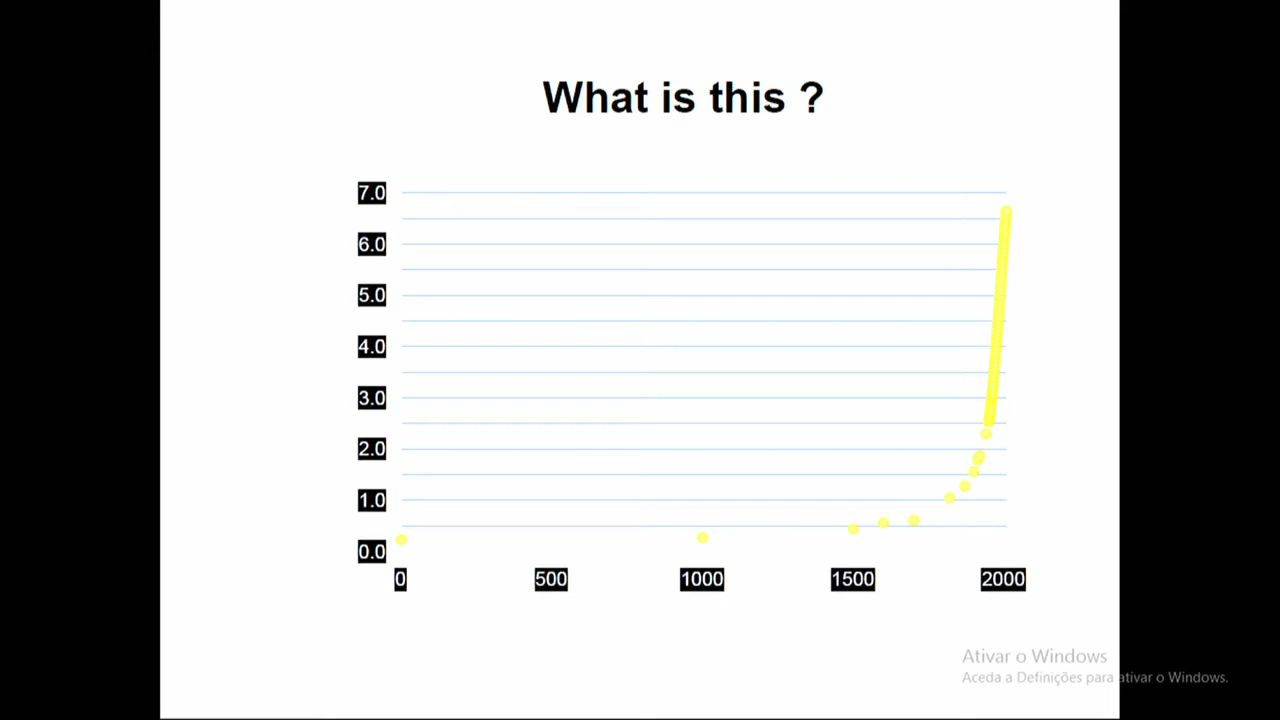 What is this ?
7.0
6.0
5.0
4.0
3.0
2.0
1.0
0.0
0 500 1000 1500 2000
Ativar o Windows
Aceda a Definições para ativar o Windows.